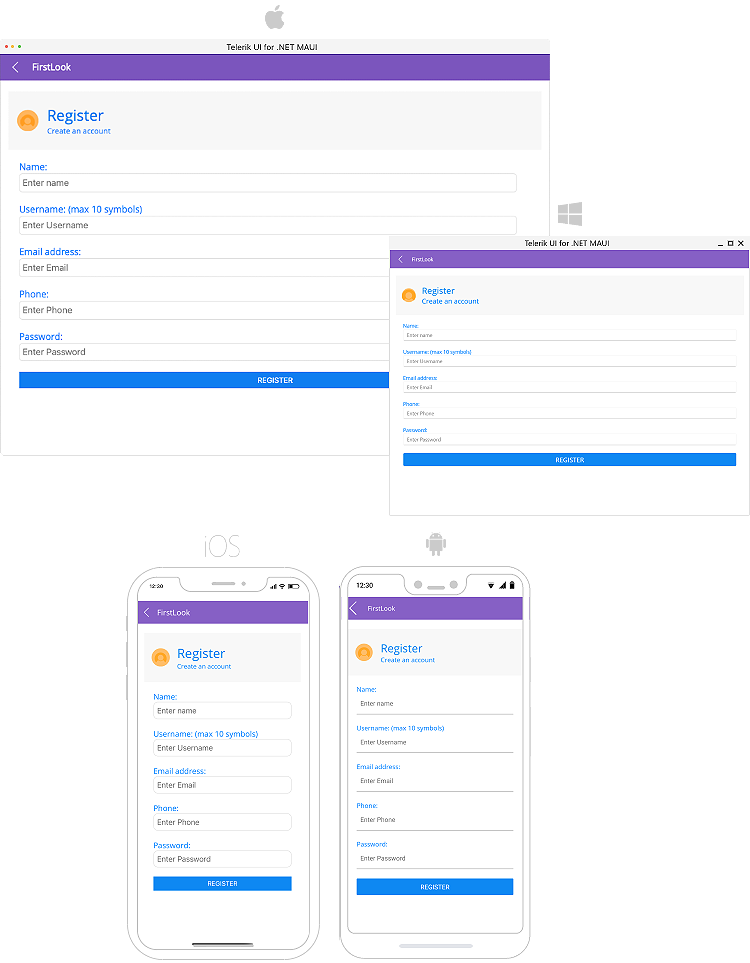 Telerik UI for .NET MAUI
FirstLook
Register
Create an account
Name:
Enter name
Username: (max 10 symbols)
Enter Username
Email address:
Enter Email
Phone:
Enter Phone
Password:
Enter Password
REGISTER
Telerik UI for .NET MAUI
FirstLook
Register
Create an account
Name:
Enter name
Username: (max 10 symbols)
Enter Username
Email address:
Enter Email
Phone:
Enter Phone
Password:
Enter Password
REGISTER
iOS
12:30
FirstLook
Register
Create an account
Name:
Enter name
Username: (max 10 symbols)
Enter Username
Email address:
Enter Email
Phone:
Enter Phone
Password:
Enter Password
REGISTER
12:30
FirstLook
Register
Create an account
Name:
Enter name
Username: (max 10 symbols)
Enter Username
Email address:
Enter Email
Phone:
Enter Phone
Password:
Enter Password
REGISTER